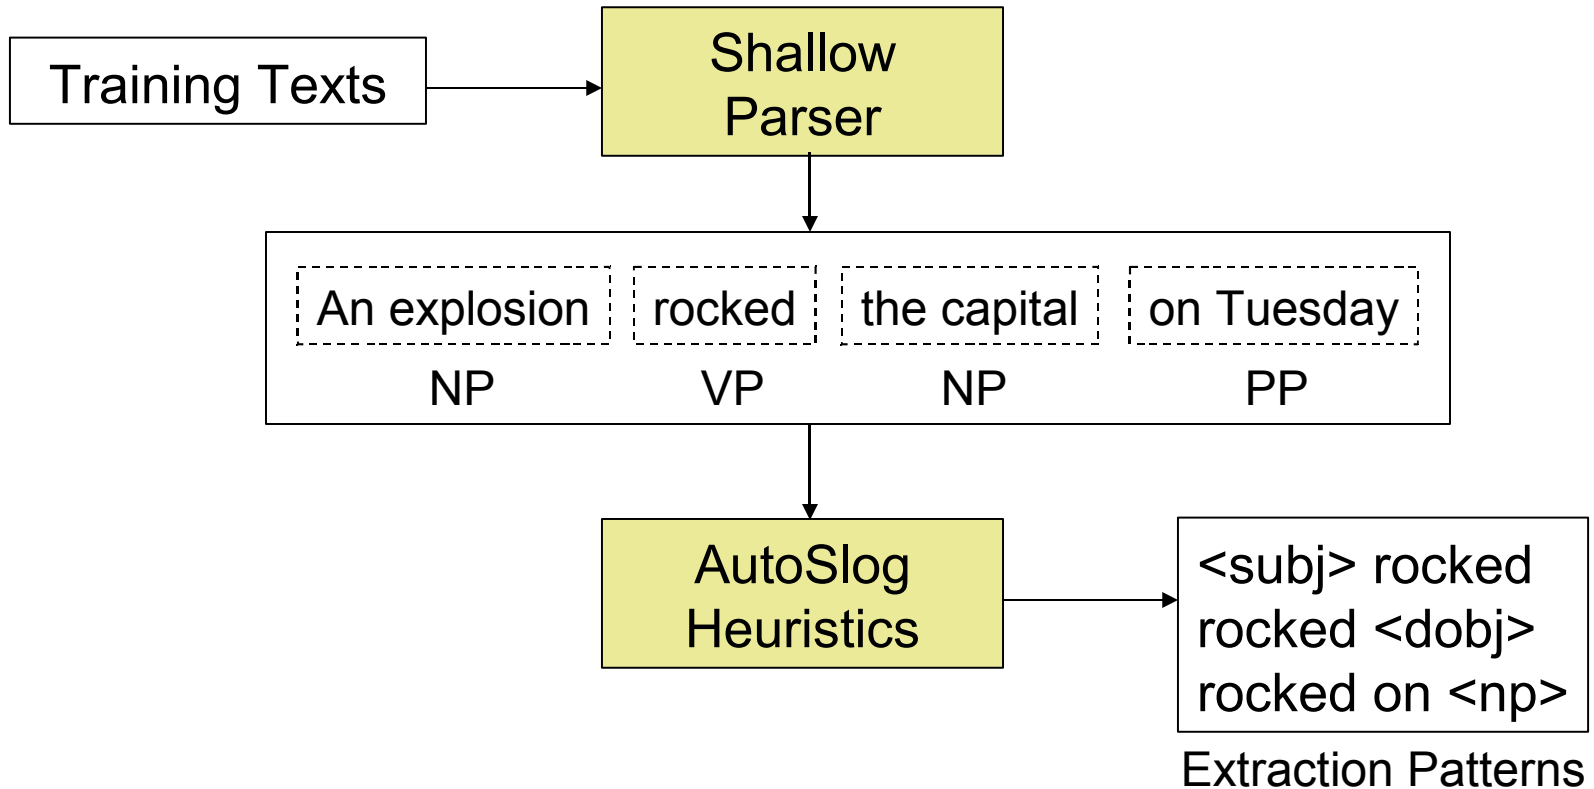 Training Texts
Shallow
Parser
An explosion rocked the capital on Tuesday
NP VP NP PP
AutoSlog
Heuristics
<subj> rocked
rocked <dobj>
rocked on <np>
Extraction Patterns